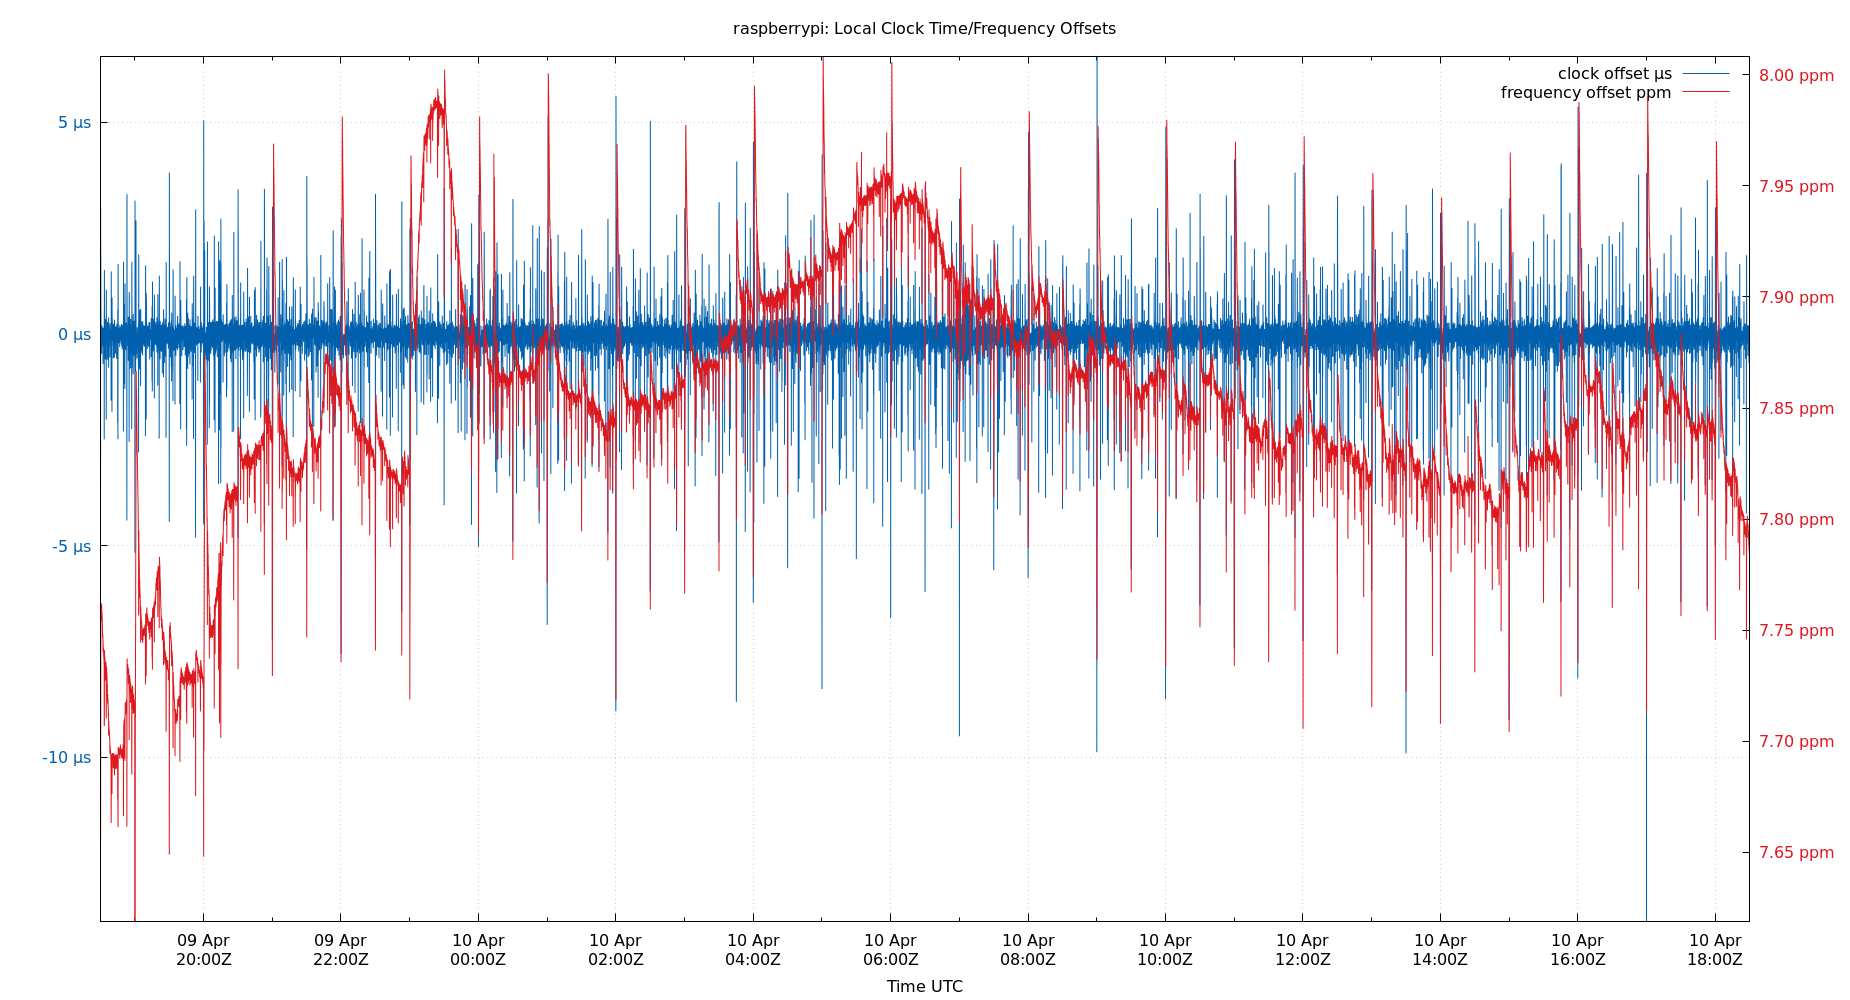 raspberrypi: Local Clock Time/Frequency Offsets
clock offset µs
frequency offset ppm
5 µs
0 µs
-5 µs
-10 µs
8.00 ppm
7.95 ppm
7.90 ppm
7.85 ppm
7.80 ppm
7.75 ppm
7.70 ppm
7.65 ppm
09 Apr 09 Apr 10 Apr 10 Apr 10 Apr 10 Apr 10 Apr 10 Apr 10 Apr 10 Apr 10 Apr 10 Apr
20:00Z 22:00Z 00:00Z 02:00Z 04:00Z 06:00Z 08:00Z 10:00Z 12:00Z 14:00Z 16:00Z 18:00Z
Time UTC